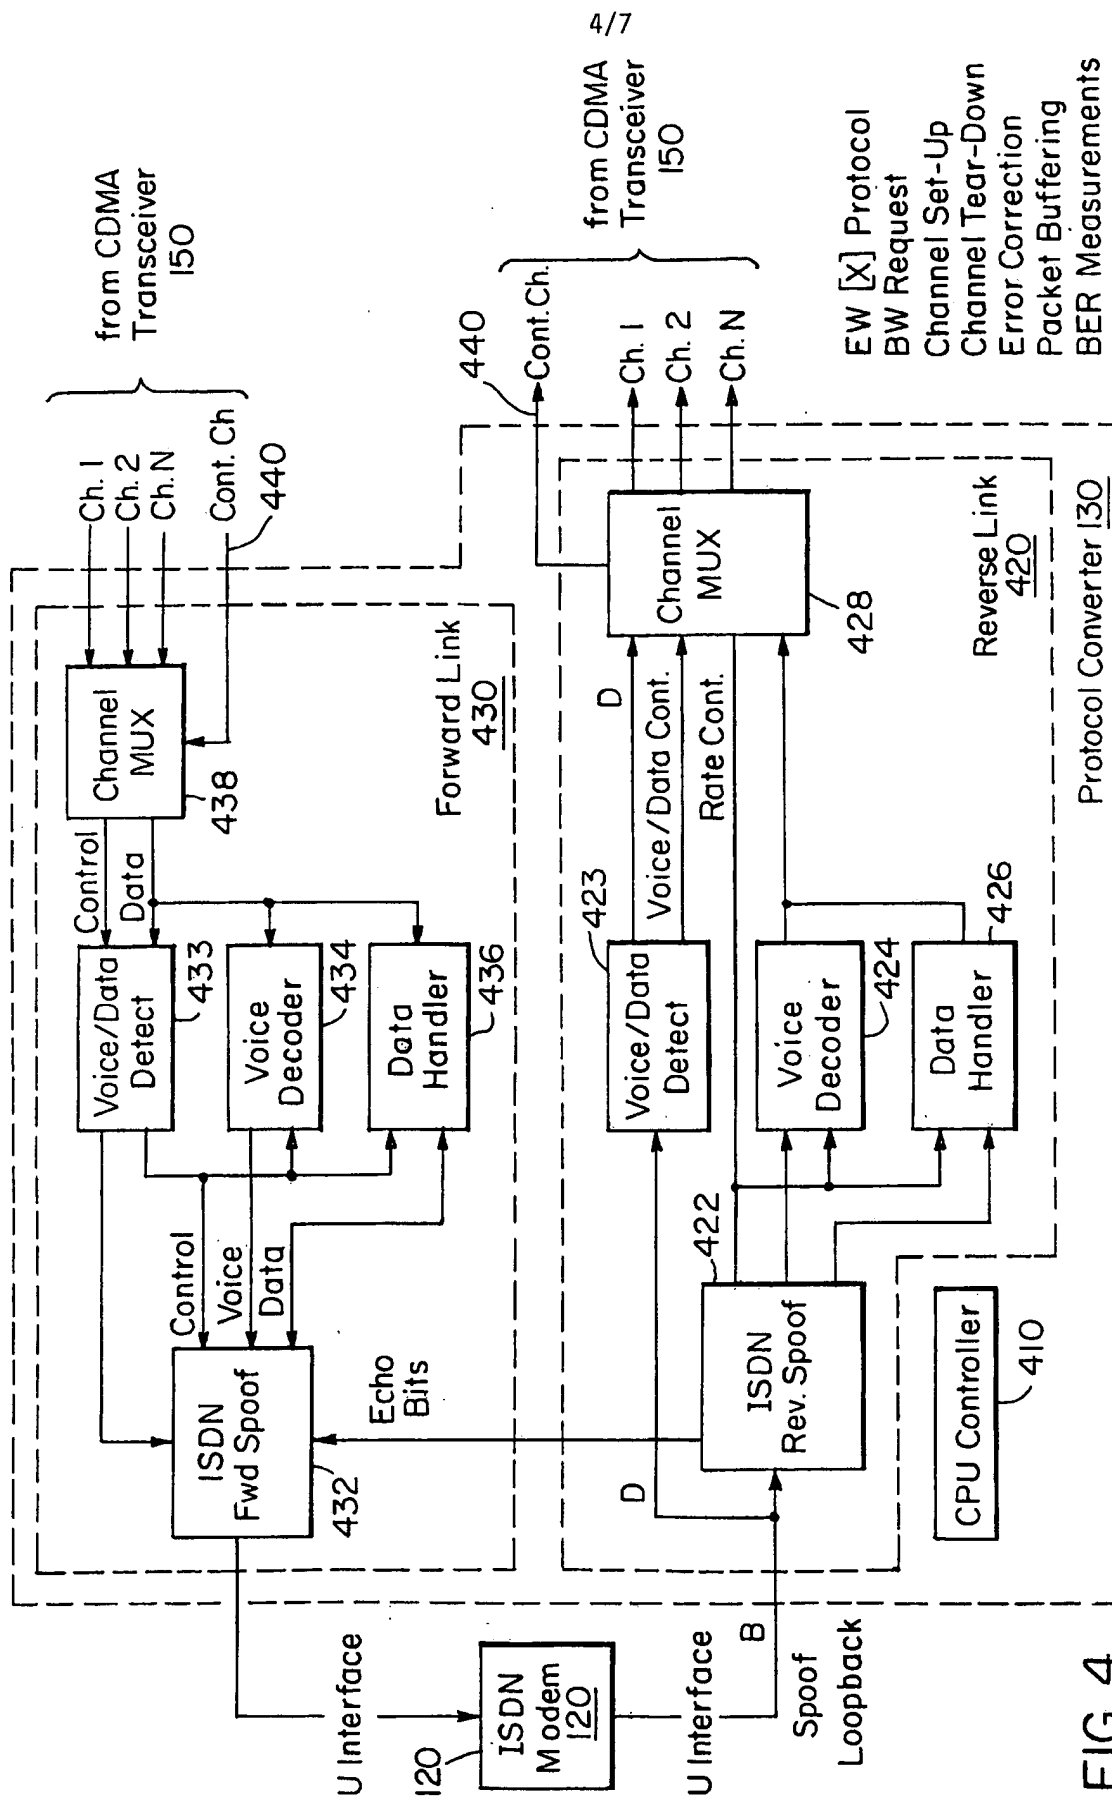 4/7
from CDMA
Transceiver
150
Ch. 1
Ch. 2
Ch. N
Cont. Ch
440
Channel
MUX
438
Control
Data
Voice/Data
Detect
433
Voice
Decoder
434
Data
Handler
436
Forward Link
430
Control
Voice
Data
ISDN
Fwd Spoof
432
Echo
Bits
U Interface
120
ISDN
Modem
120
U Interface
B
Spoof
Loopback
D
ISDN
Rev. Spoof
422
Voice/Data
Detect
423
Voice
Decoder
424
Data
Handler
426
D
Voice/Data Cont.
Rate Cont.
Channel
MUX
428
Reverse Link
420
440
Cont. Ch.
Ch. 1
Ch. 2
Ch. N
from CDMA
Transceiver
150
CPU Controller
410
Protocol Converter 130
EW [X] Protocol
BW Request
Channel Set-Up
Channel Tear-Down
Error Correction
Packet Buffering
BER Measurements
FIG. 4